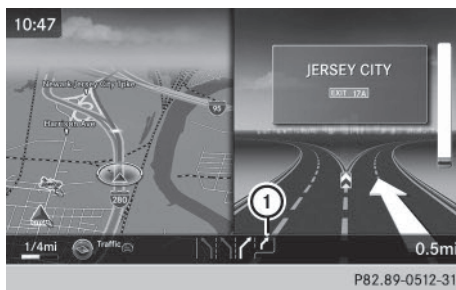 10:47
JERSEY CITY
EXIT 17A
Newark-Jersey City Tpke
95
Harrison Ave
280
1
1/4mi
Traffic
0.5mi
P82.89-0512-31